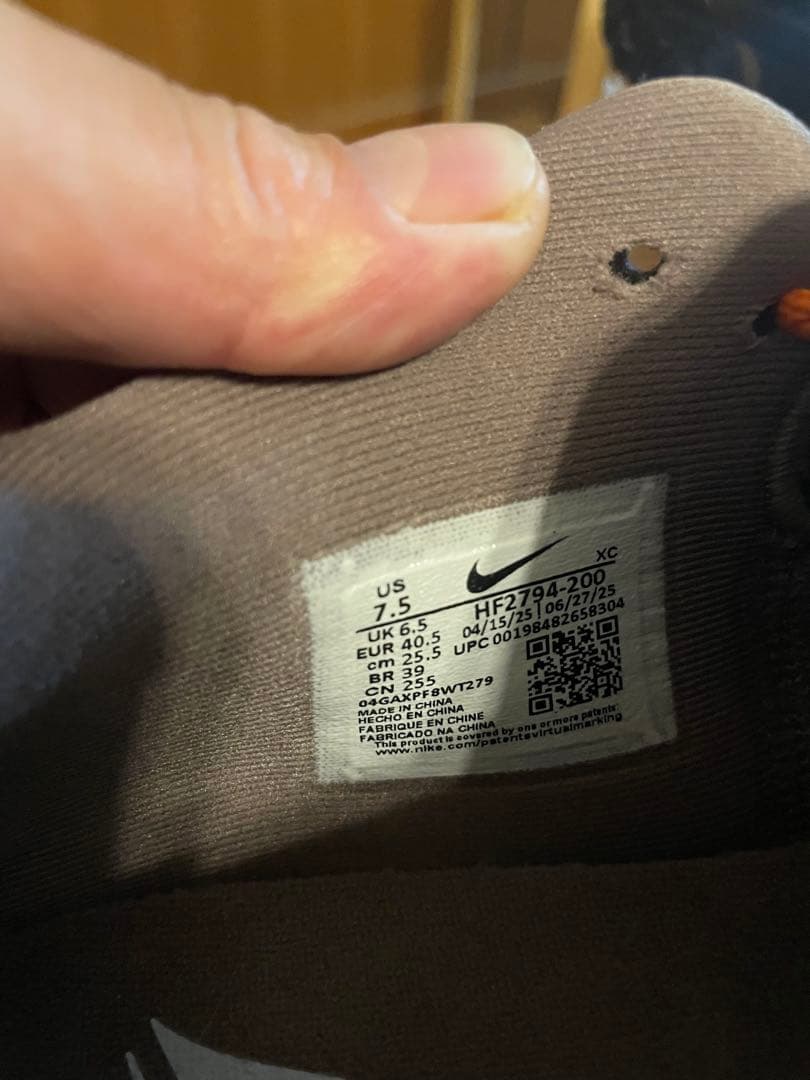 US
7.5
XC
HF2794-200
UK 6.5
04/15/25 | 06/27/25
EUR 40.5
UPC 00198482658304
cm 25.5
BR 39
CN 255
04GAXPF8WT279
MADE IN CHINA
HECHO EN CHINA
FABRIQUE EN CHINE
FABRICADO NA CHINA
This product is covered by one or more patents:
www.nike.com/patentsvirtualmarking